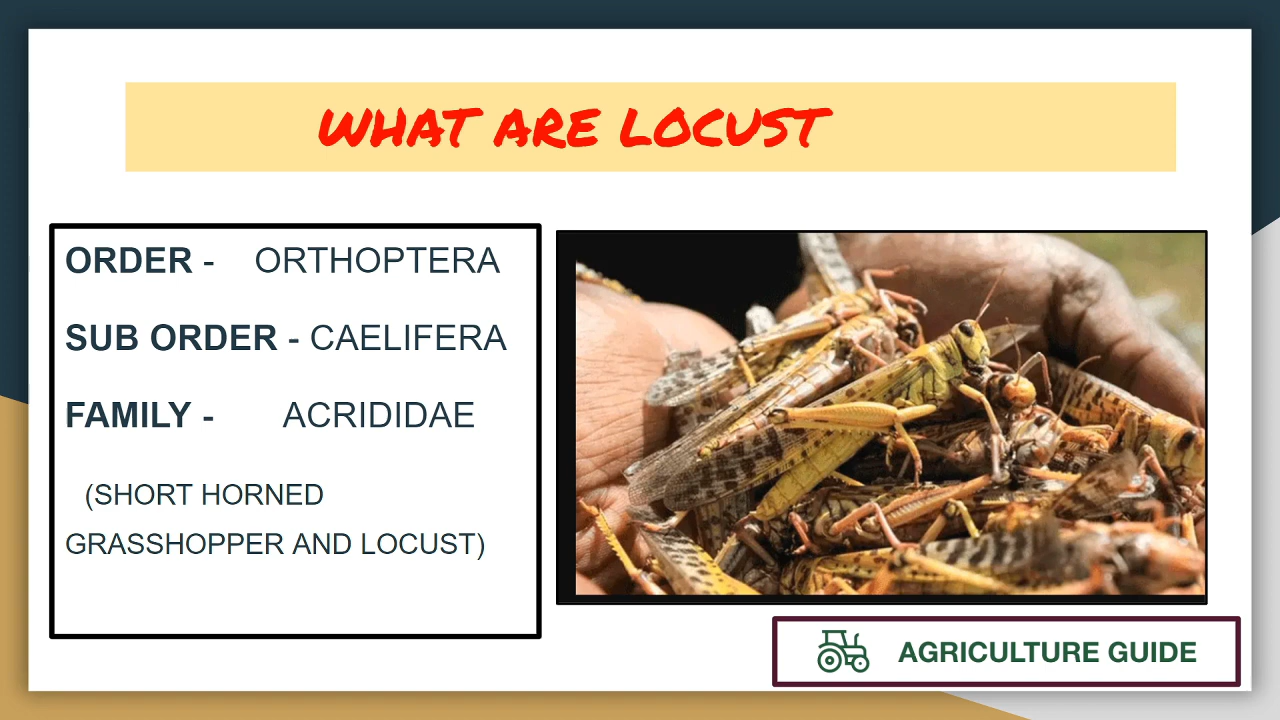 WHAT ARE LOCUST
ORDER - ORTHOPTERA
SUB ORDER - CAELIFERA
FAMILY - ACRIDIDAE
(SHORT HORNED
GRASSHOPPER AND LOCUST)
AGRICULTURE GUIDE